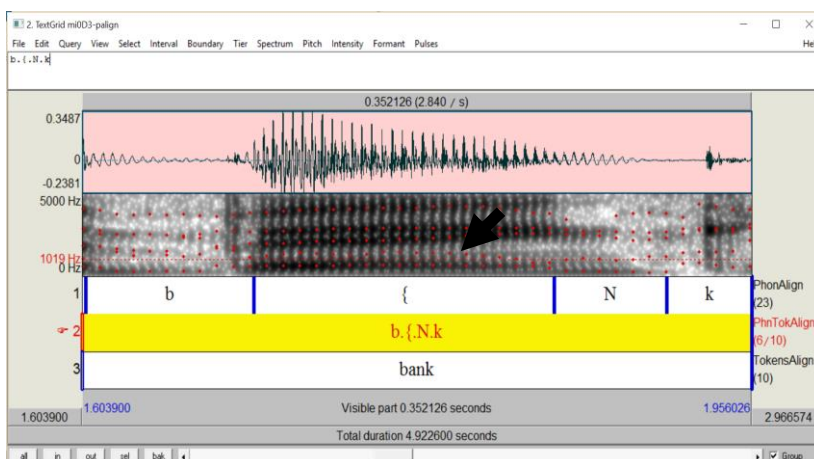 2. TextGrid mi0D3-palign
File Edit Query View Select Interval Boundary Tier Spectrum Pitch Intensity Formant Pulses Hel
b.{.N.k
0.352126 (2.840 / s)
0.3487
0
-0.2381
5000 Hz
1019 Hz
0 Hz
1 b { N k PhonAlign (23)
2 b.{.N.k PhnTokAlign (6/10)
3 bank TokensAlign (10)
1.603900 1.603900 Visible part 0.352126 seconds 1.956026 2.966574
Total duration 4.922600 seconds
all in out sel bak Group